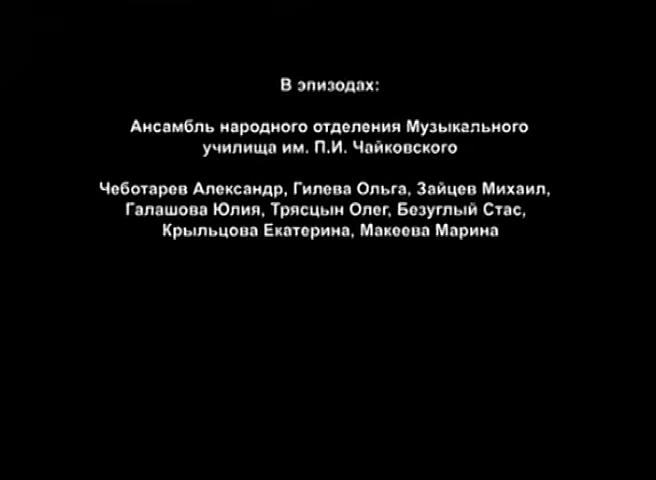 В эпизодах:
Ансамбль народного отделения Музыкального
училища им. П.И. Чайковского
Чеботарев Александр, Гилева Ольга, Зайцев Михаил,
Галашова Юлия, Трясцын Олег, Безуглый Стас,
Крыльцова Екатерина, Макеева Марина